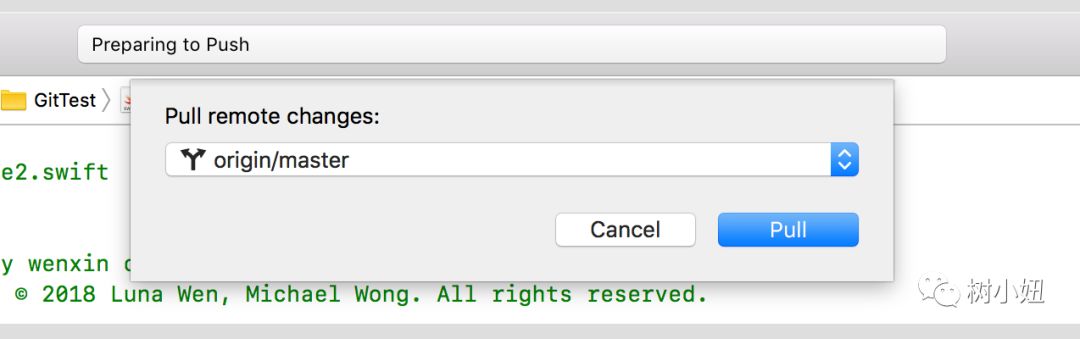 Preparing to Push
GitTest
Pull remote changes:
origin/master
e2.swift
Cancel
Pull
y wenxin
© 2018 Luna Wen, Michael Wong. All rights reserved.
树小妞